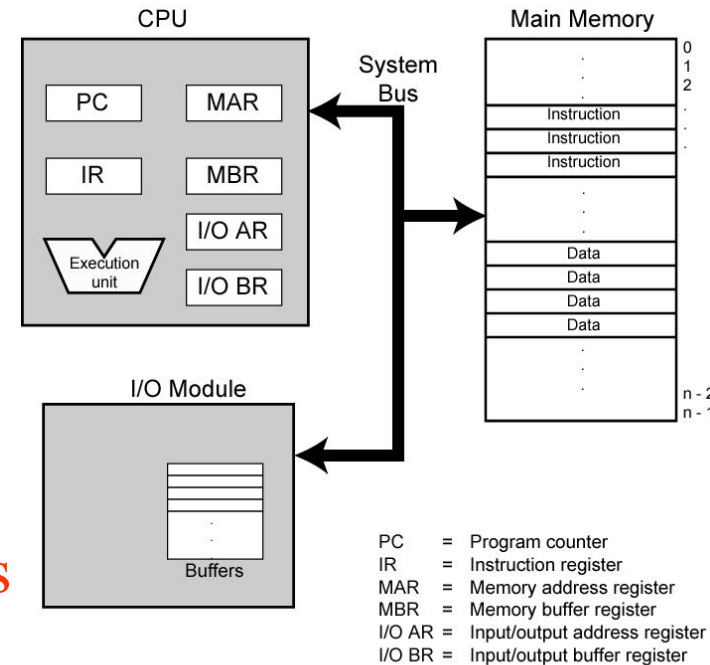 CPU
PC
MAR
IR
MBR
I/O AR
I/O BR
Execution
unit
System
Bus
Main Memory
.
.
.
Instruction
Instruction
Instruction
.
.
.
Data
Data
Data
Data
.
.
.
0
1
2
.
.
.
n - 2
n - 1
I/O Module
.
.
.
Buffers
S
PC = Program counter
IR = Instruction register
MAR = Memory address register
MBR = Memory buffer register
I/O AR = Input/output address register
I/O BR = Input/output buffer register